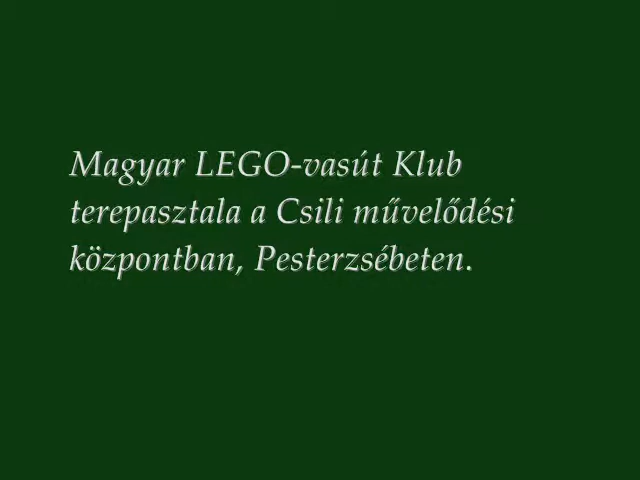 Magyar LEGO-vasút Klub
terepasztala a Csili művelődési
központban, Pesterzsébeten.